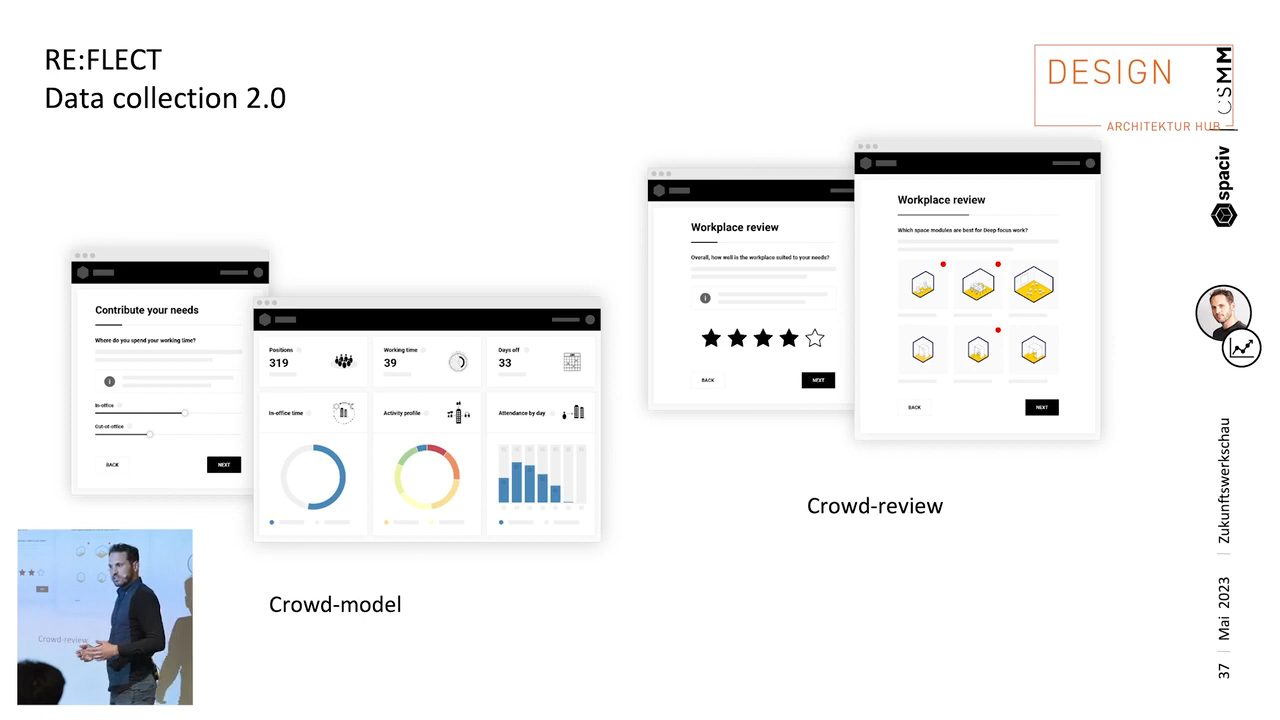 RE:FLECT
Data collection 2.0
DESIGN
ARCHITEKTUR HUB
CSMM
spaciv
Contribute your needs
Where do you spend your working time?
In-office
Out-of-office
BACK
NEXT
Positions
319
Working time
39
Days off
33
In-office time
Activity profile
Attendance by day
Crowd-model
Workplace review
Overall, how well is the workplace suited to your needs?
BACK
NEXT
Workplace review
Which space modules are best for Deep focus work?
BACK
NEXT
Crowd-review
Crowd-review
37 | Mai 2023 | Zukunftswerkschau